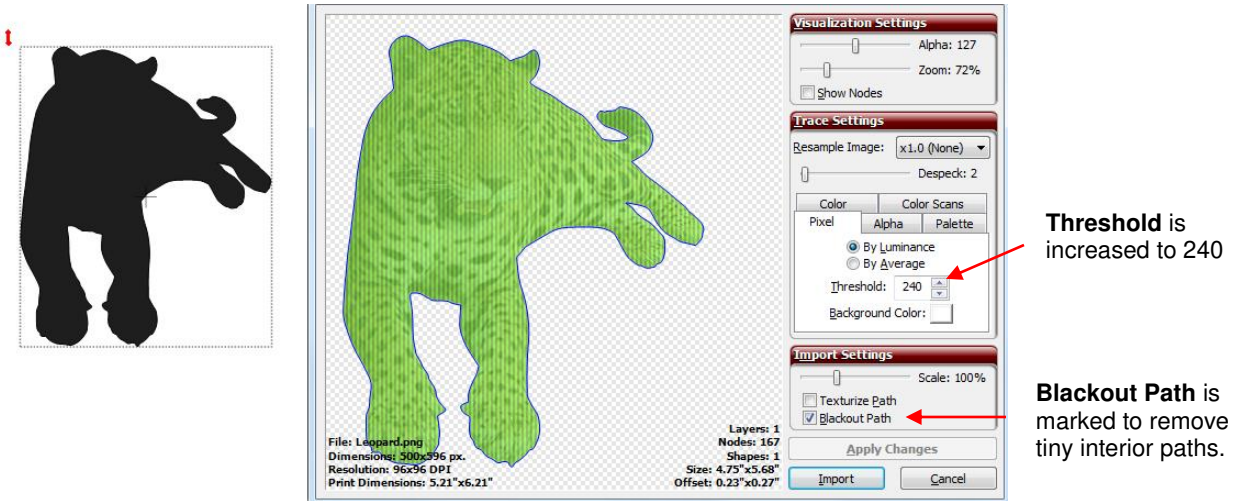 Visualization Settings
Alpha: 127
Zoom: 72%
Show Nodes
Trace Settings
Resample Image: x1.0 (None)
Despeck: 2
Color Color Scans
Pixel Alpha Palette
By Luminance
By Average
Threshold: 240
Background Color:
Import Settings
Scale: 100%
Texturize Path
Blackout Path
Apply Changes
Import Cancel
File: Leopard.png
Dimensions: 500x596 px.
Resolution: 96x96 DPI
Print Dimensions: 5.21"x6.21"
Layers: 1
Nodes: 167
Shapes: 1
Size: 4.75"x5.68"
Offset: 0.23"x0.27"
Threshold is
increased to 240
Blackout Path is
marked to remove
tiny interior paths.